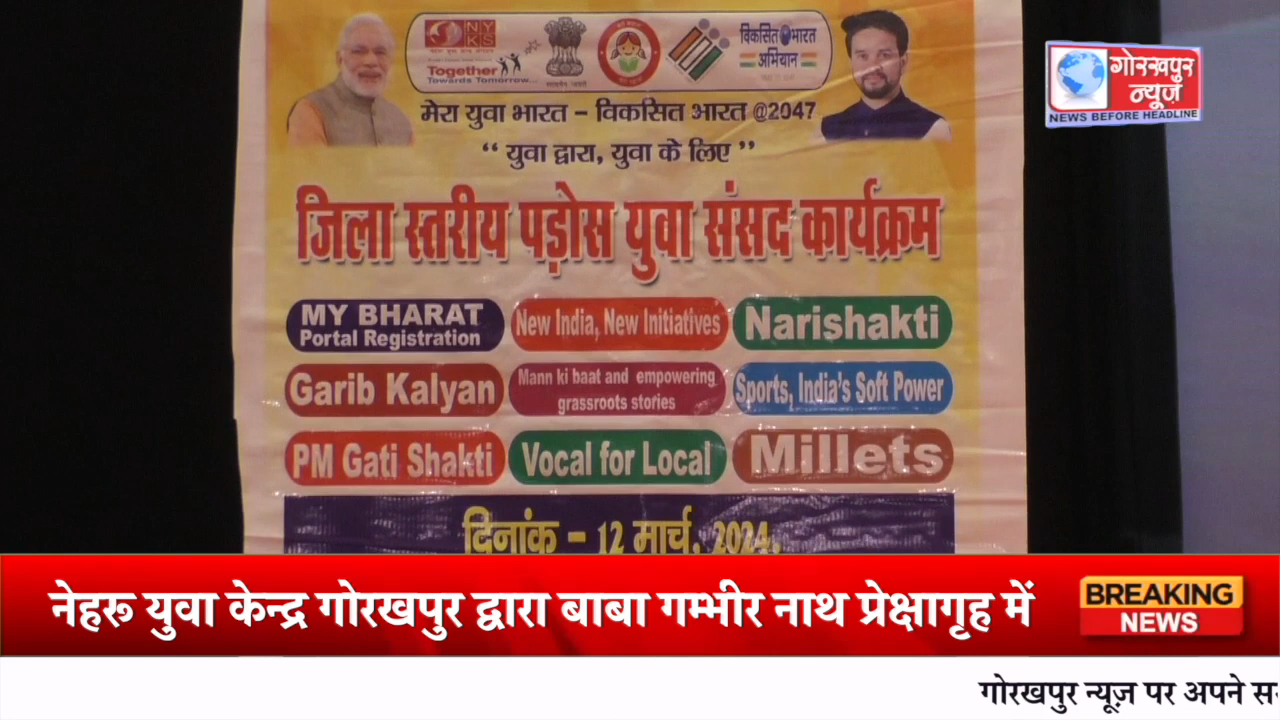 NYKS
Together
Towards Tomorrow...
विकसित भारत
अभियान
गोरखपुर
न्यूज़
NEWS BEFORE HEADLINE
मेरा युवा भारत – विकसित भारत @2047
“ युवा द्वारा, युवा के लिए ”
जिला स्तरीय पड़ोस युवा संसद कार्यक्रम
MY BHARAT
Portal Registration
New India, New Initiatives
Narishakti
Garib Kalyan
Mann ki baat and empowering
grassroots stories
Sports, India's Soft Power
PM Gati Shakti
Vocal for Local
Millets
दिनांक – 12 मार्च, 2024,
नेहरू युवा केन्द्र गोरखपुर द्वारा बाबा गम्भीर नाथ प्रेक्षागृह में
BREAKING
NEWS
गोरखपुर न्यूज़ पर अपने